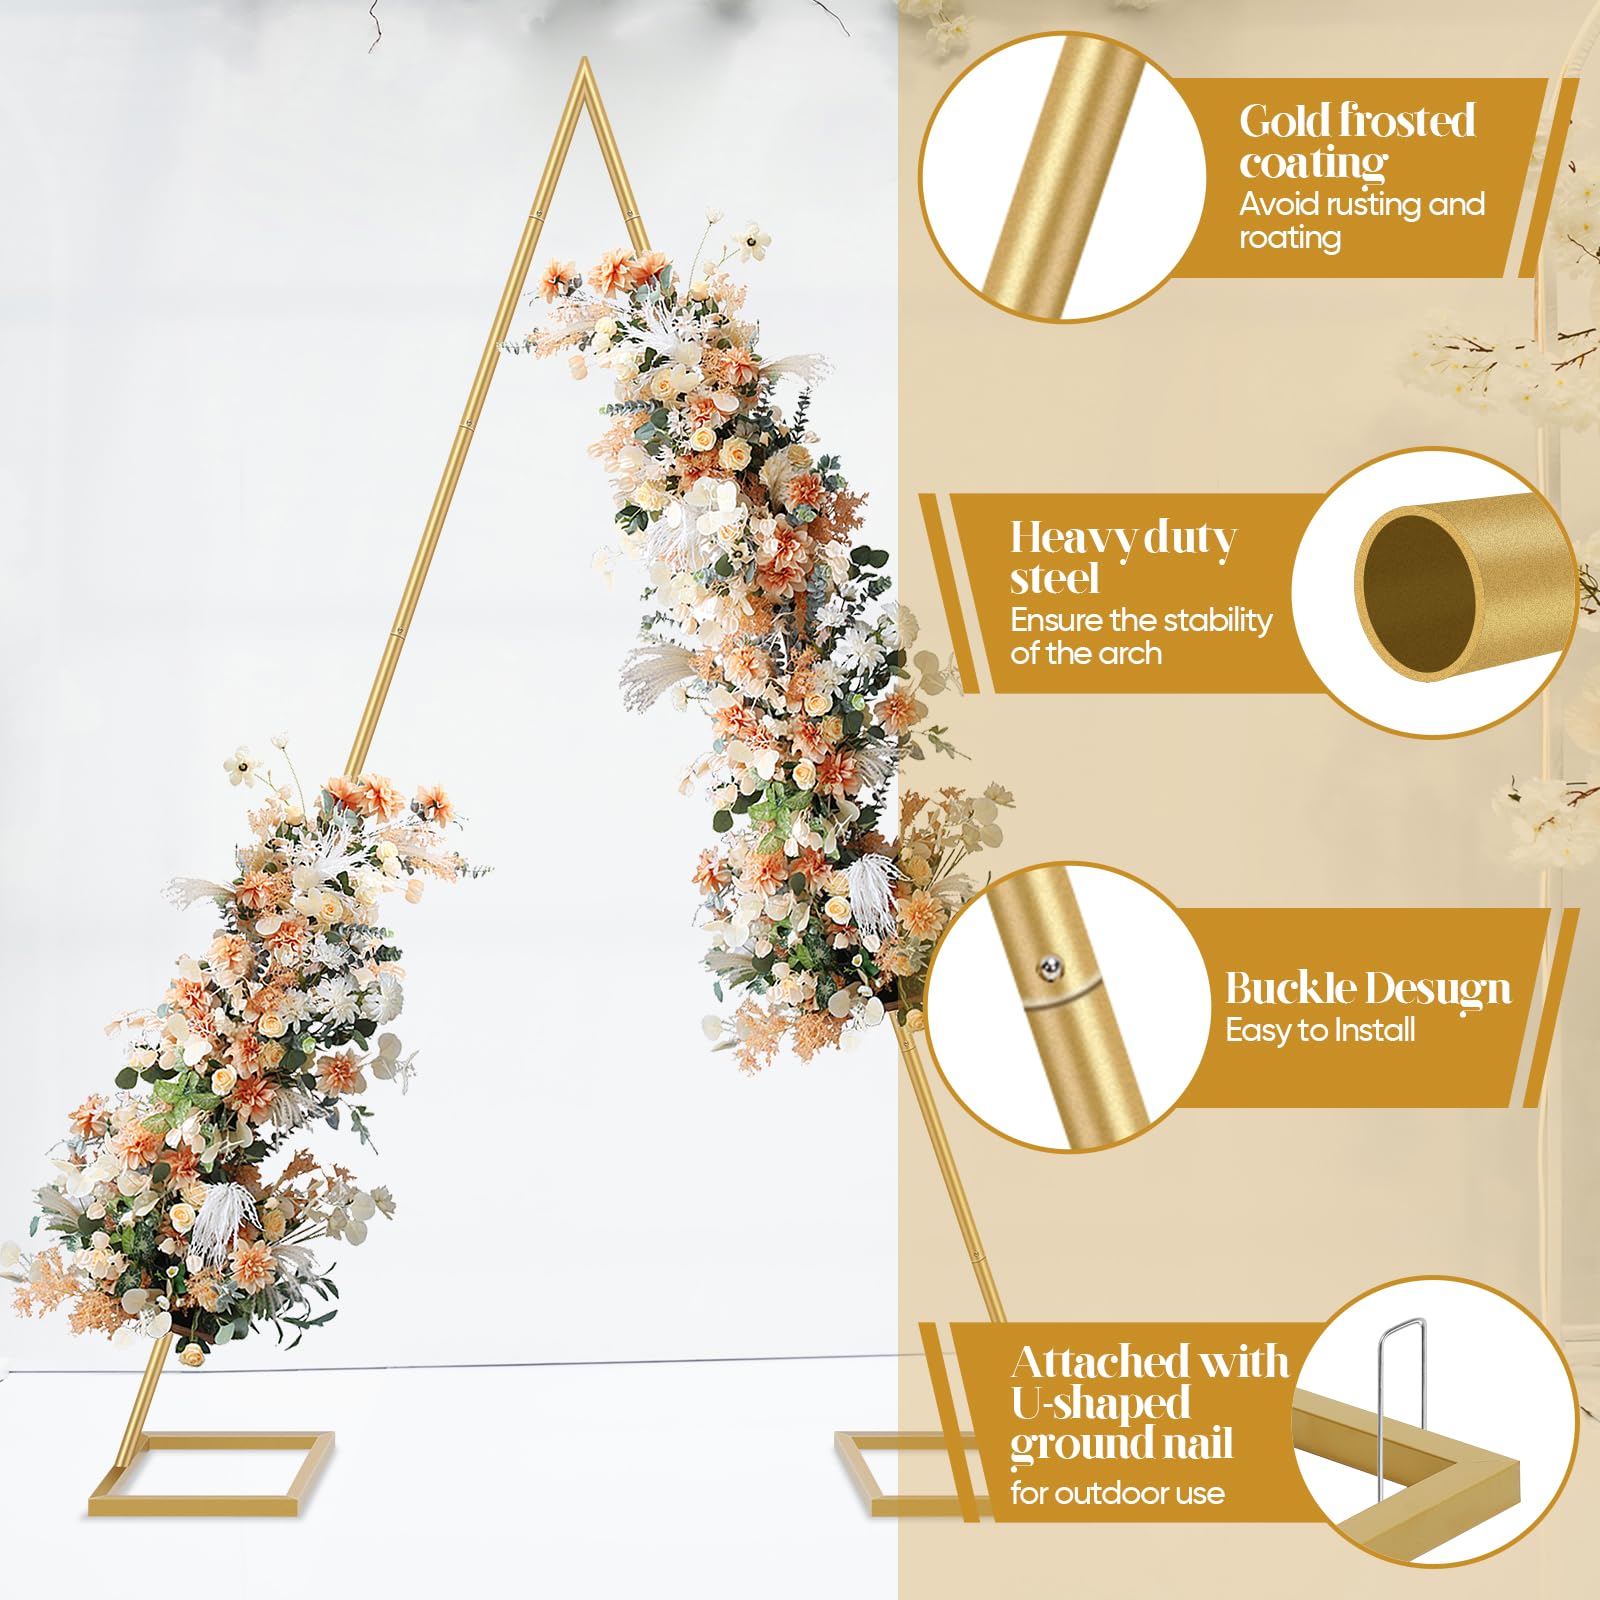 Gold frosted
coating
Avoid rusting and
roating
Heavy duty
steel
Ensure the stability
of the arch
Buckle Desugn
Easy to Install
Attached with
U-shaped
ground nail
for outdoor use